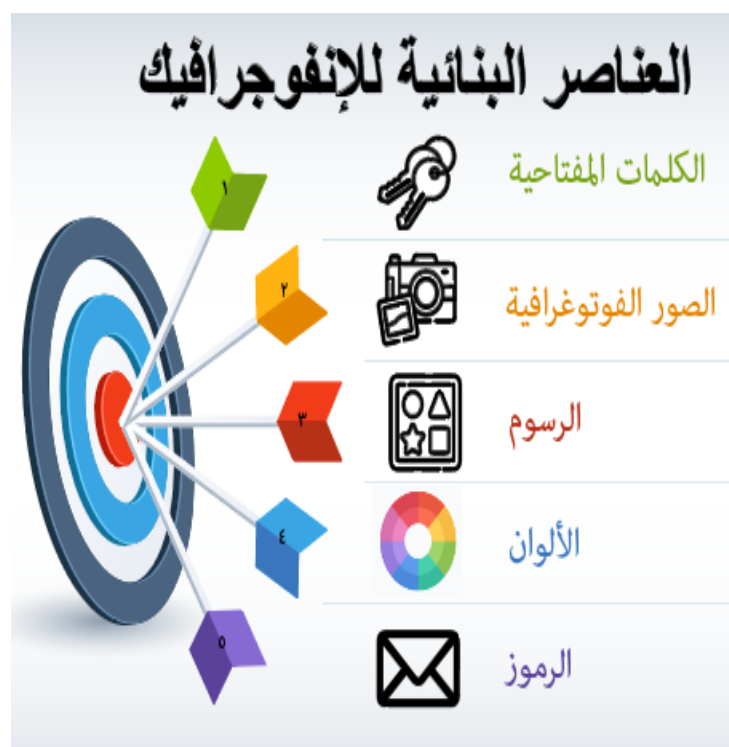 العناصر البنائية للإنفوجرافيك
١
الكلمات المفتاحية
٢
الصور الفوتوغرافية
٣
الرسوم
٤
الألوان
٥
الرموز